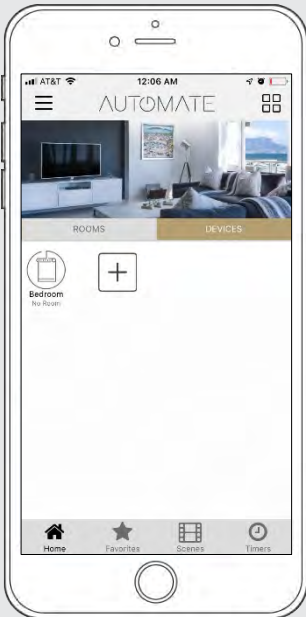 AT&T 12:06 AM
AUTOMATE
ROOMS DEVICES
Bedroom
No Room
Home Favorites Scenes Timers